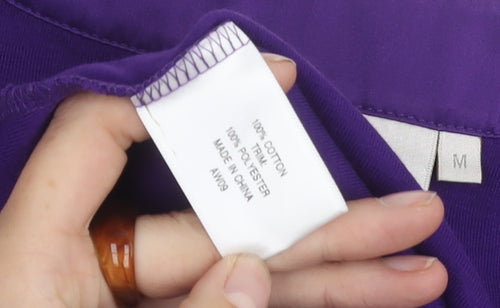 100% COTTON
TRIM:
100% POLYESTER
MADE IN CHINA
AW09
M